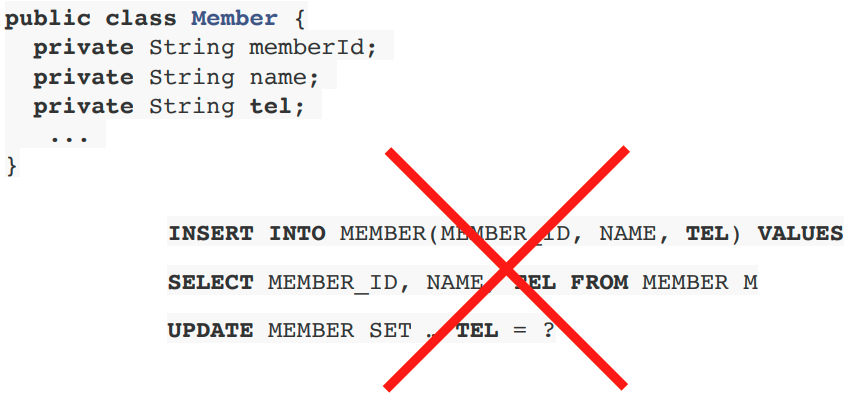 public class Member {
private String memberId;
private String name;
private String tel;
...
}
INSERT INTO MEMBER(MEMBER_ID, NAME, TEL) VALUES
SELECT MEMBER_ID, NAME, TEL FROM MEMBER M
UPDATE MEMBER SET … TEL = ?